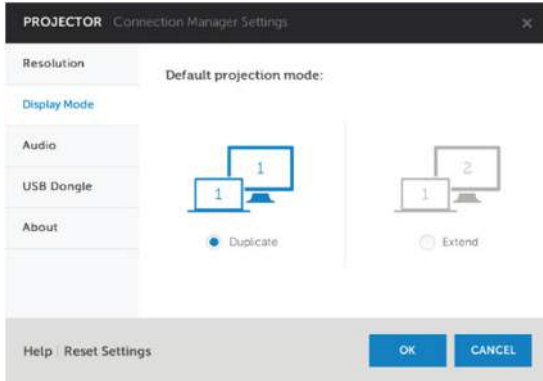 PROJECTOR Connection Manager Settings ×
Resolution
Default projection mode:
Display Mode
Audio
USB Dongle
About
1
1
Duplicate
2
1
Extend
Help | Reset Settings
OK
CANCEL